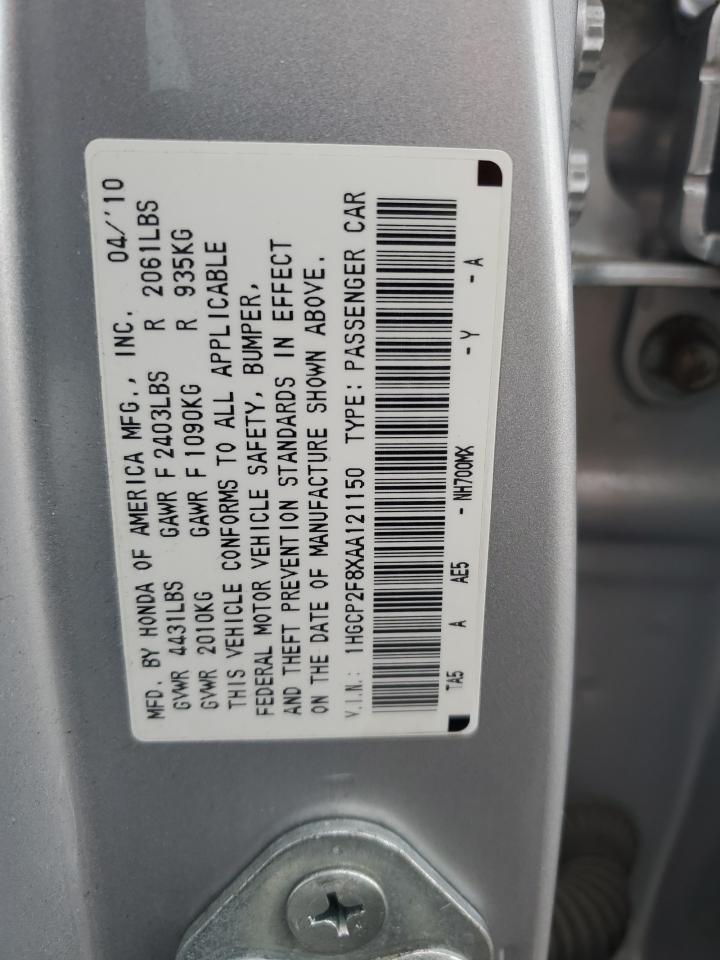 MFD. BY HONDA OF AMERICA MFG., INC. 04/'10
GVWR 4431LBS GAWR F 2403LBS R 2061LBS
GVWR 2010KG GAWR F 1090KG R 935KG
THIS VEHICLE CONFORMS TO ALL APPLICABLE
FEDERAL MOTOR VEHICLE SAFETY, BUMPER,
AND THEFT PREVENTION STANDARDS IN EFFECT
ON THE DATE OF MANUFACTURE SHOWN ABOVE.
V.I.N.: 1HGCP2F8XAA121150 TYPE: PASSENGER CAR
TA5 A AE5 - NH700MX - Y - A